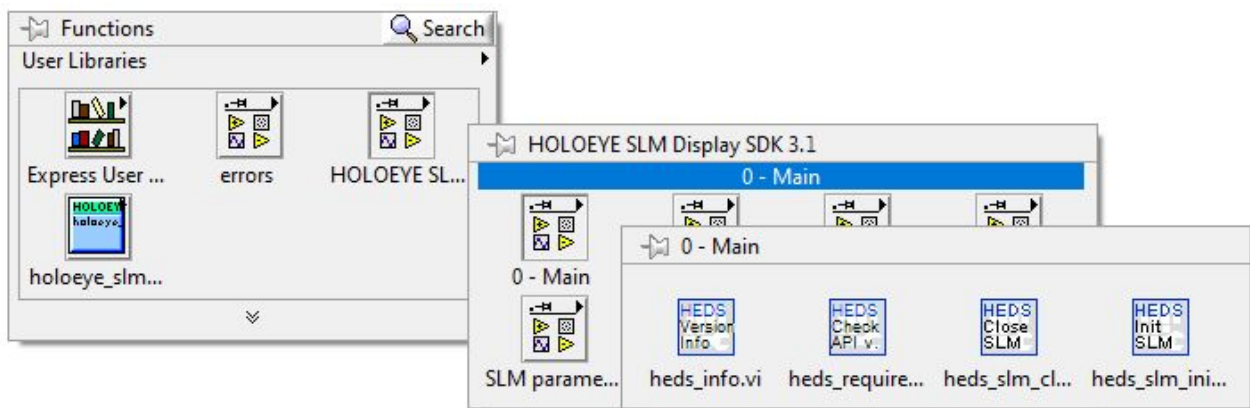 Functions
Search
User Libraries
Express User ...
errors
HOLOEYE SL...
HOLOEY
holoeye_
holoeye_slm...
HOLOEYE SLM Display SDK 3.1
0 - Main
0 - Main
SLM parame...
0 - Main
HEDS
Version
Info
heds_info.vi
HEDS
Check
API v.
heds_require...
HEDS
Close
SLM
heds_slm_cl...
HEDS
Init
SLM
heds_slm_ini...